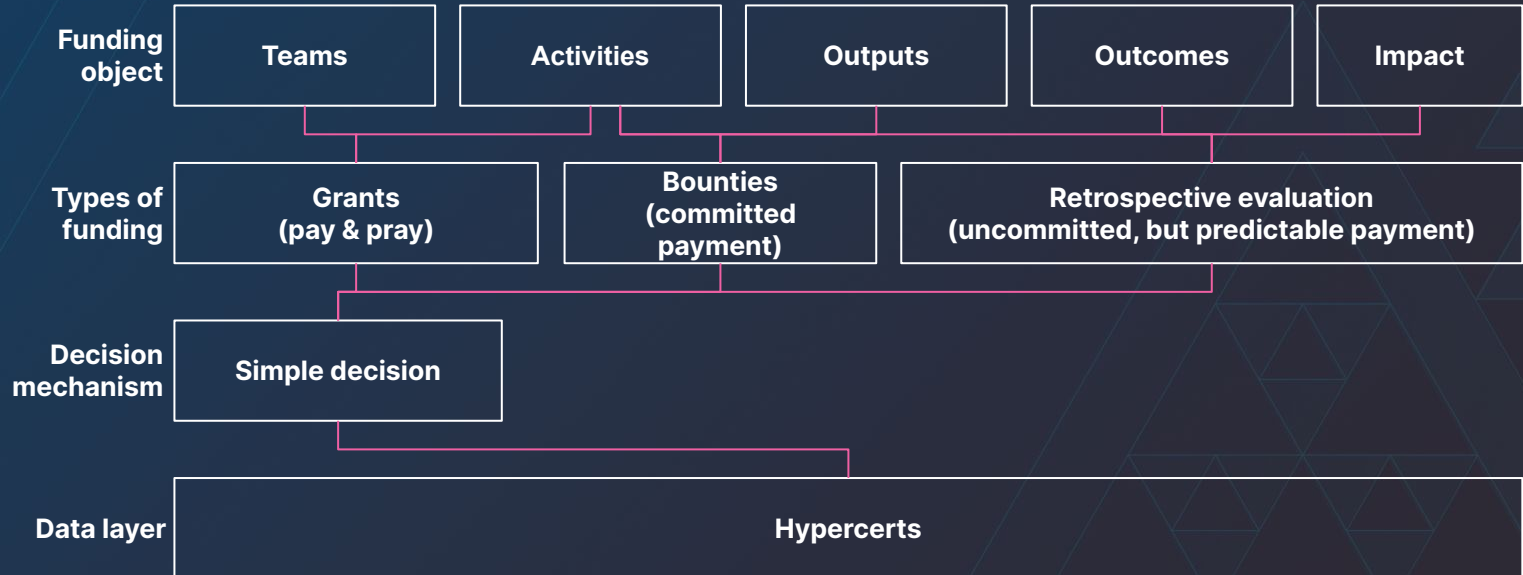 Funding
object
Teams
Activities
Outputs
Outcomes
Impact
Types of
funding
Grants
(pay & pray)
Bounties
(committed
payment)
Retrospective evaluation
(uncommitted, but predictable payment)
Decision
mechanism
Simple decision
Data layer
Hypercerts